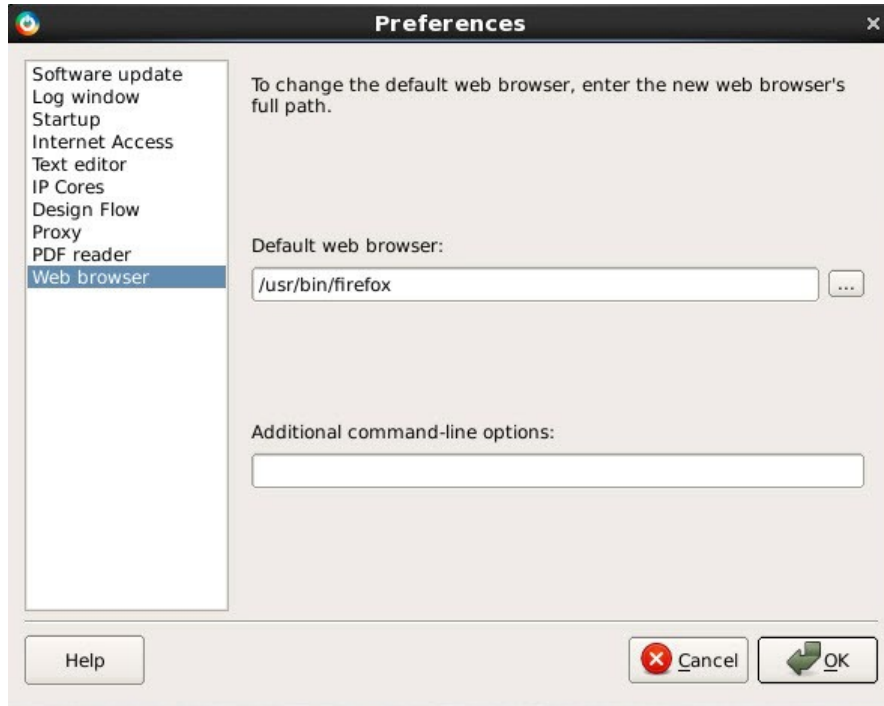 Preferences
Software update
Log window
Startup
Internet Access
Text editor
IP Cores
Design Flow
Proxy
PDF reader
Web browser
To change the default web browser, enter the new web browser's
full path.
Default web browser:
/usr/bin/firefox
...
Additional command-line options:
Help
Cancel
OK